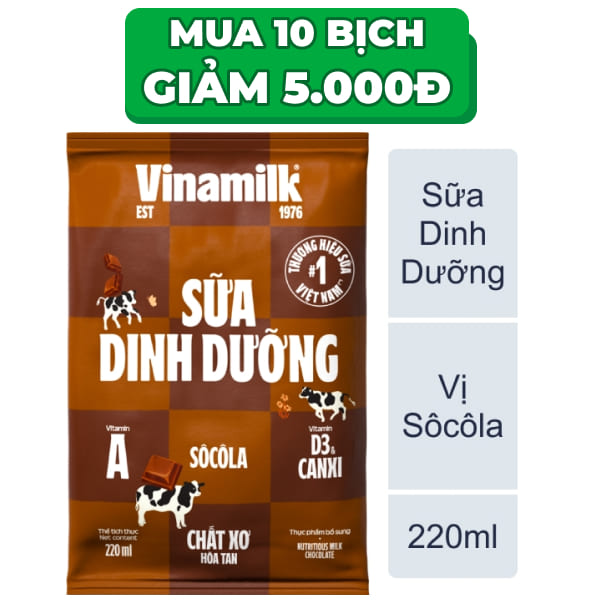 MUA 10 BỊCH
GIẢM 5.000Đ
Vinamilk
EST 1976
THƯƠNG HIỆU SỮA
#1
VIỆT NAM
SỮA
DINH DƯỠNG
Vitamin
A
SÔCÔLA
Vitamin
D3&
CANXI
Thể tích thực
Net content
220 ml
CHẤT XƠ
HÒA TAN
Thực phẩm bổ sung
NUTRITIOUS MILK
CHOCOLATE
Sữa
Dinh
Dưỡng
Vị
Sôcôla
220ml